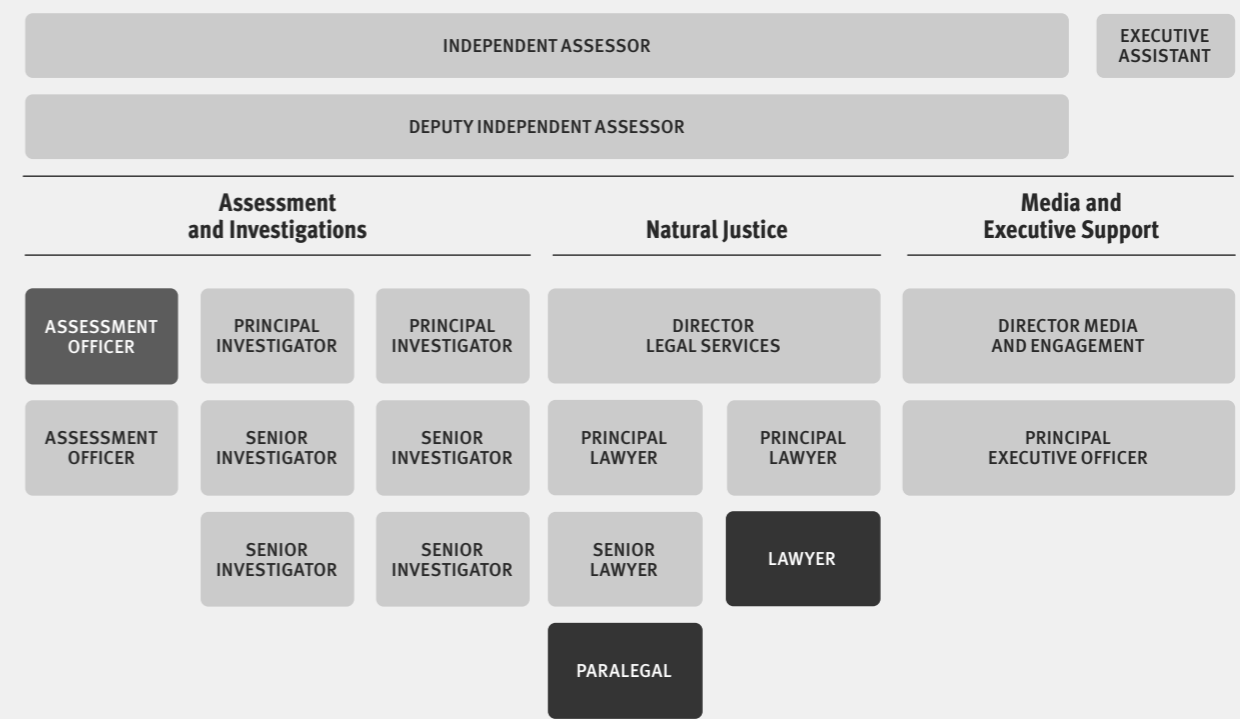 INDEPENDENT ASSESSOR
EXECUTIVE
ASSISTANT
DEPUTY INDEPENDENT ASSESSOR
Assessment
and Investigations
Natural Justice
Media and
Executive Support
ASSESSMENT
OFFICER
PRINCIPAL
INVESTIGATOR
PRINCIPAL
INVESTIGATOR
DIRECTOR
LEGAL SERVICES
DIRECTOR MEDIA
AND ENGAGEMENT
ASSESSMENT
OFFICER
SENIOR
INVESTIGATOR
SENIOR
INVESTIGATOR
PRINCIPAL
LAWYER
PRINCIPAL
LAWYER
PRINCIPAL
EXECUTIVE OFFICER
SENIOR
INVESTIGATOR
SENIOR
INVESTIGATOR
SENIOR
LAWYER
LAWYER
PARALEGAL